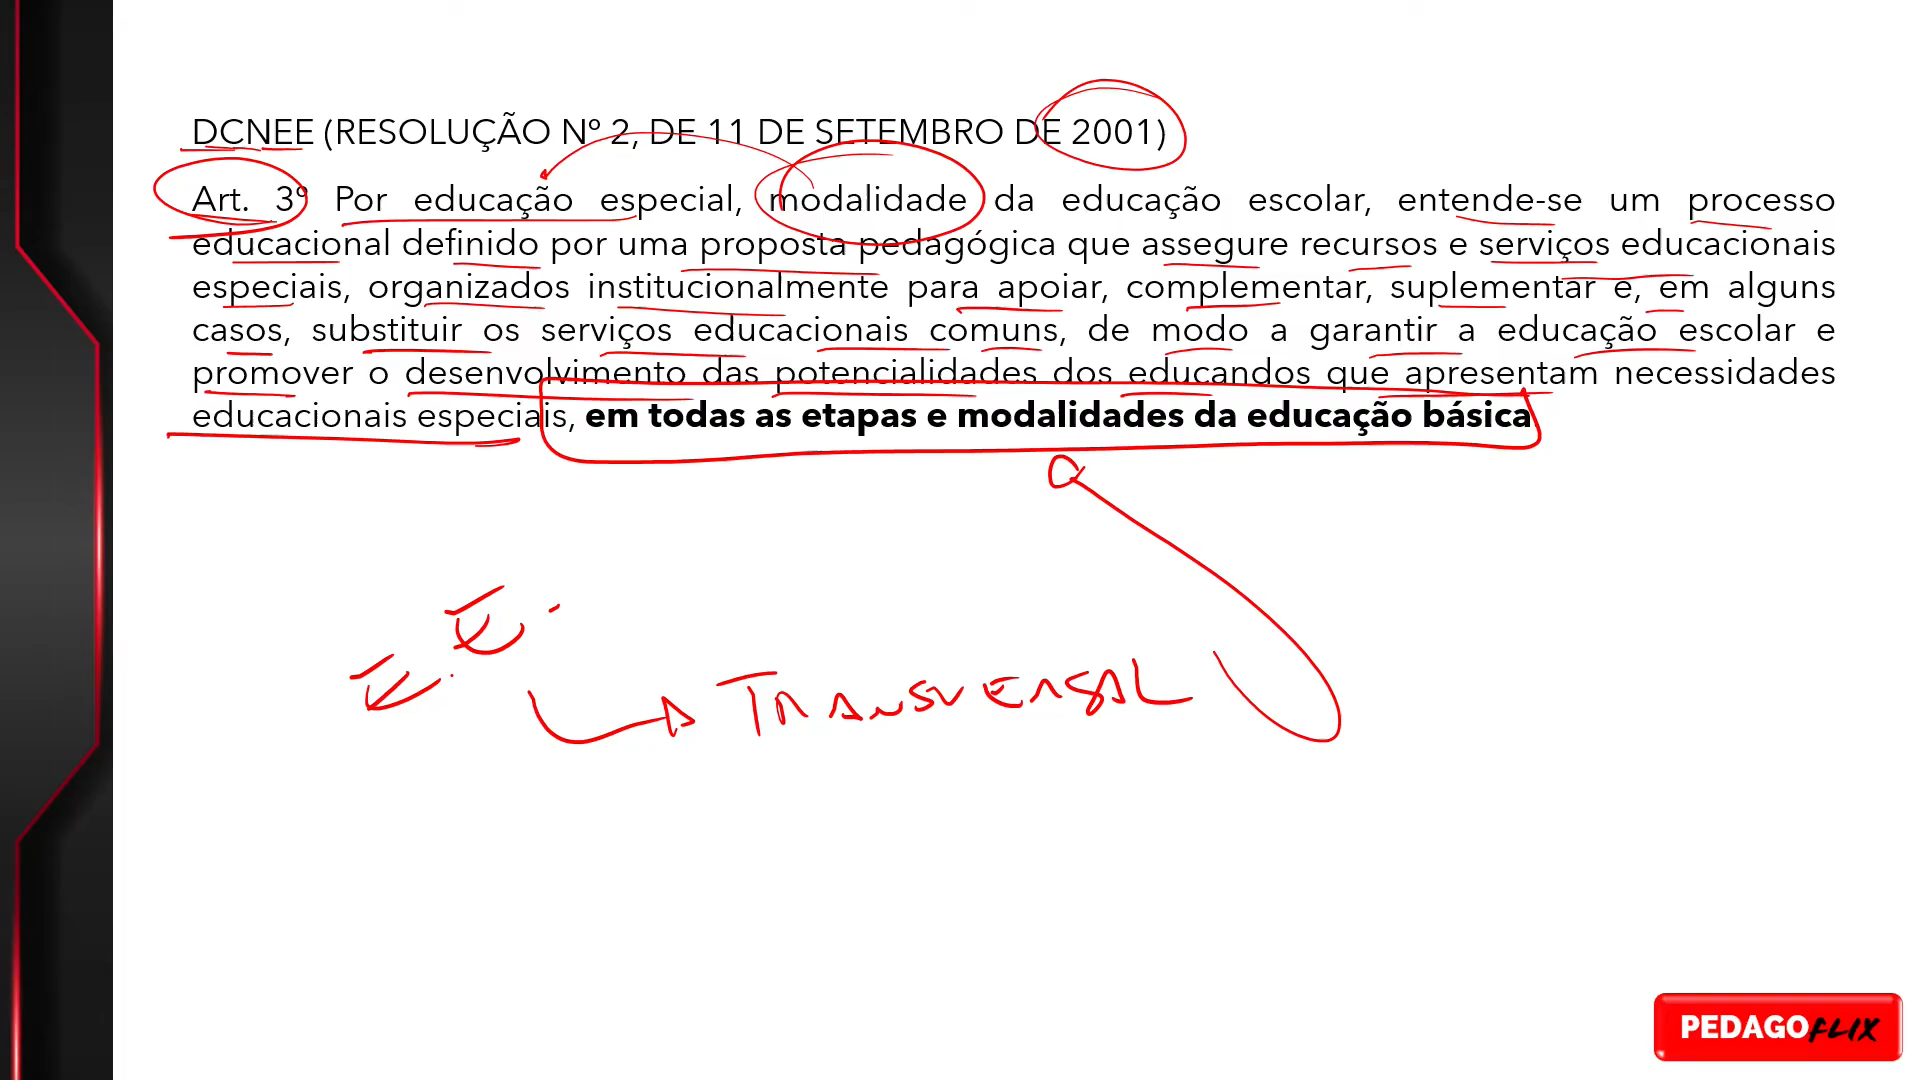 DCNEE (RESOLUÇÃO Nº 2, DE 11 DE SETEMBRO DE 2001)
Art. 3º Por educação especial, modalidade da educação escolar, entende-se um processo
educacional definido por uma proposta pedagógica que assegure recursos e serviços educacionais
especiais, organizados institucionalmente para apoiar, complementar, suplementar e, em alguns
casos, substituir os serviços educacionais comuns, de modo a garantir a educação escolar e
promover o desenvolvimento das potencialidades dos educandos que apresentam necessidades
educacionais especiais, em todas as etapas e modalidades da educação básica
E.E.
TRANSVERSAL
PEDAGOFLIX